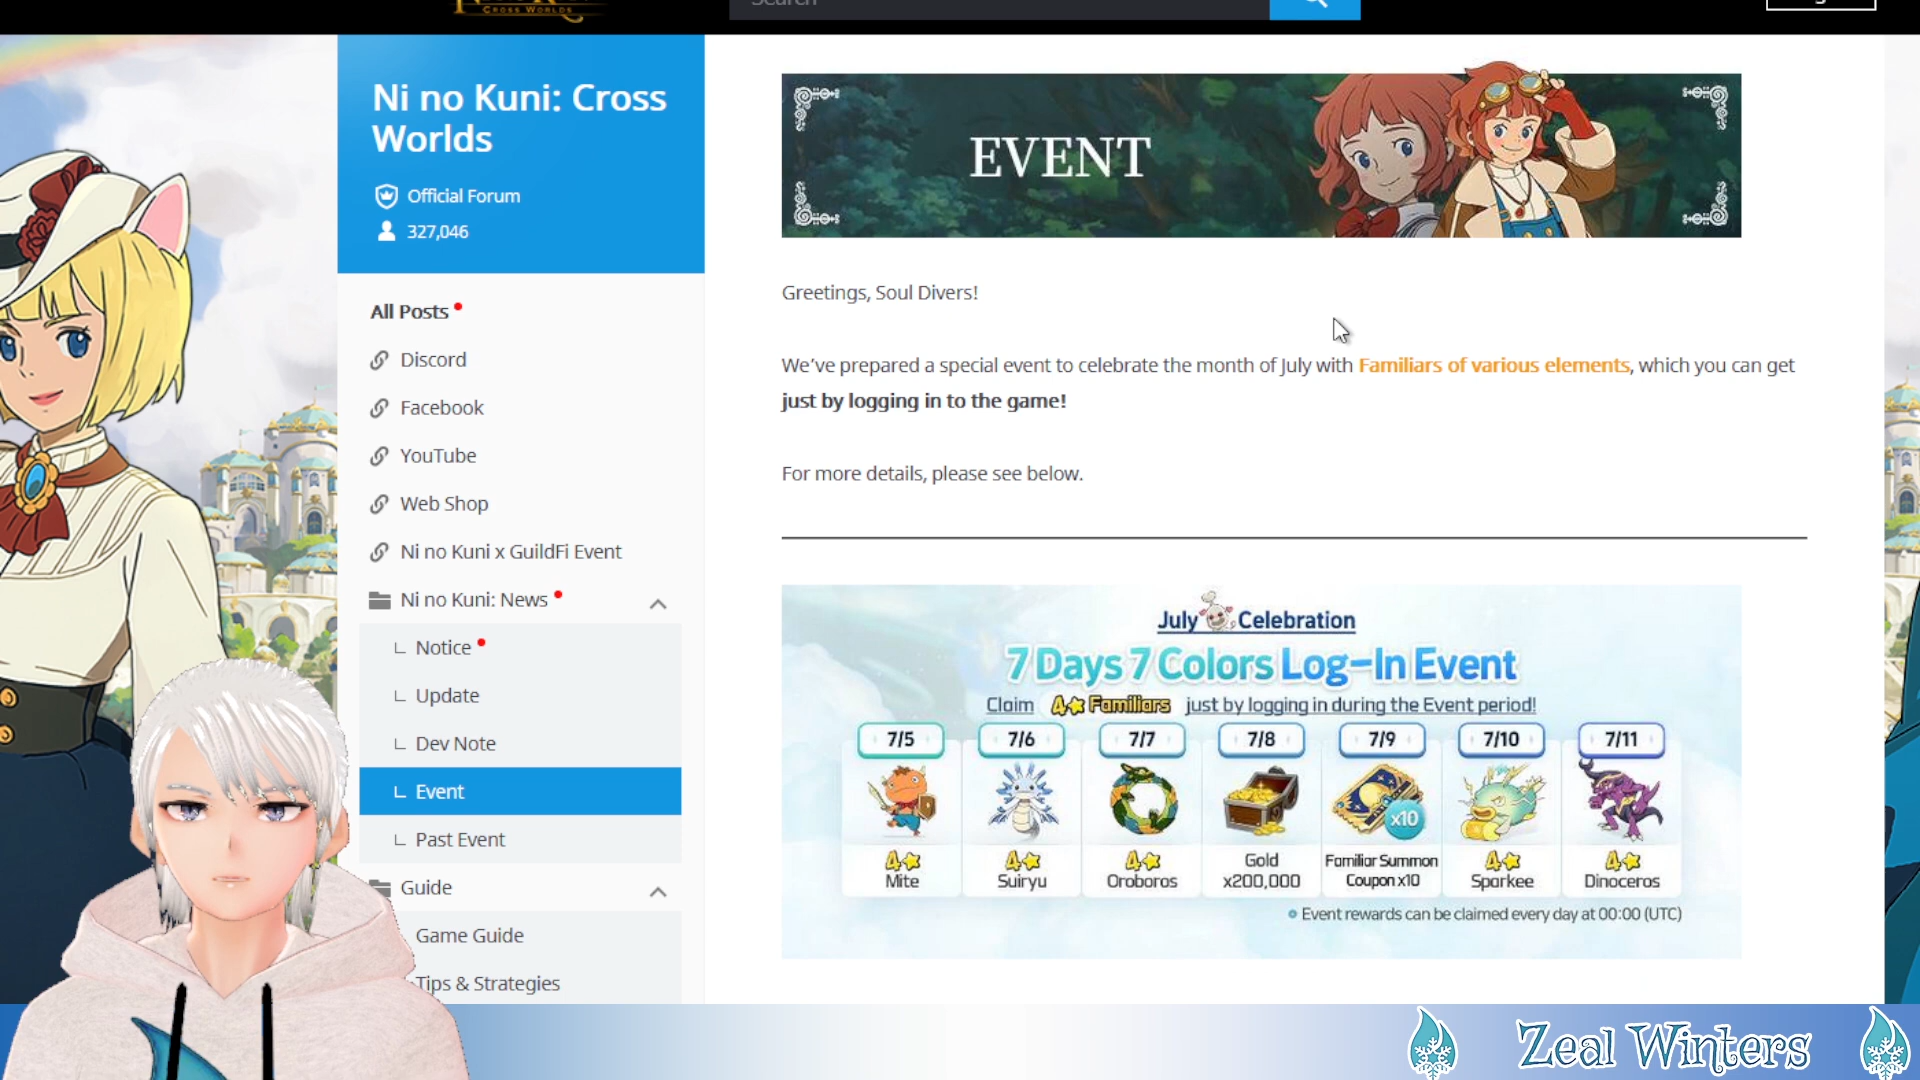 CROSS WORLDS
Search
Ni no Kuni: Cross
Worlds
Official Forum
327,046
All Posts
Discord
Facebook
YouTube
Web Shop
Ni no Kuni x GuildFi Event
Ni no Kuni: News
Notice
Update
Dev Note
Event
Past Event
Guide
Game Guide
Tips & Strategies
EVENT
Greetings, Soul Divers!
We've prepared a special event to celebrate the month of July with Familiars of various elements, which you can get
just by logging in to the game!
For more details, please see below.
July Celebration
7 Days 7 Colors Log-In Event
Claim 4★ Familiars just by logging in during the Event period!
7/5 7/6 7/7 7/8 7/9 7/10 7/11
x10
4★ 4★ 4★ Gold Familiar Summon 4★ 4★
Mite Suiryu Oroboros x200,000 Coupon x10 Sparkee Dinoceros
Event rewards can be claimed every day at 00:00 (UTC)
Zeal Winters